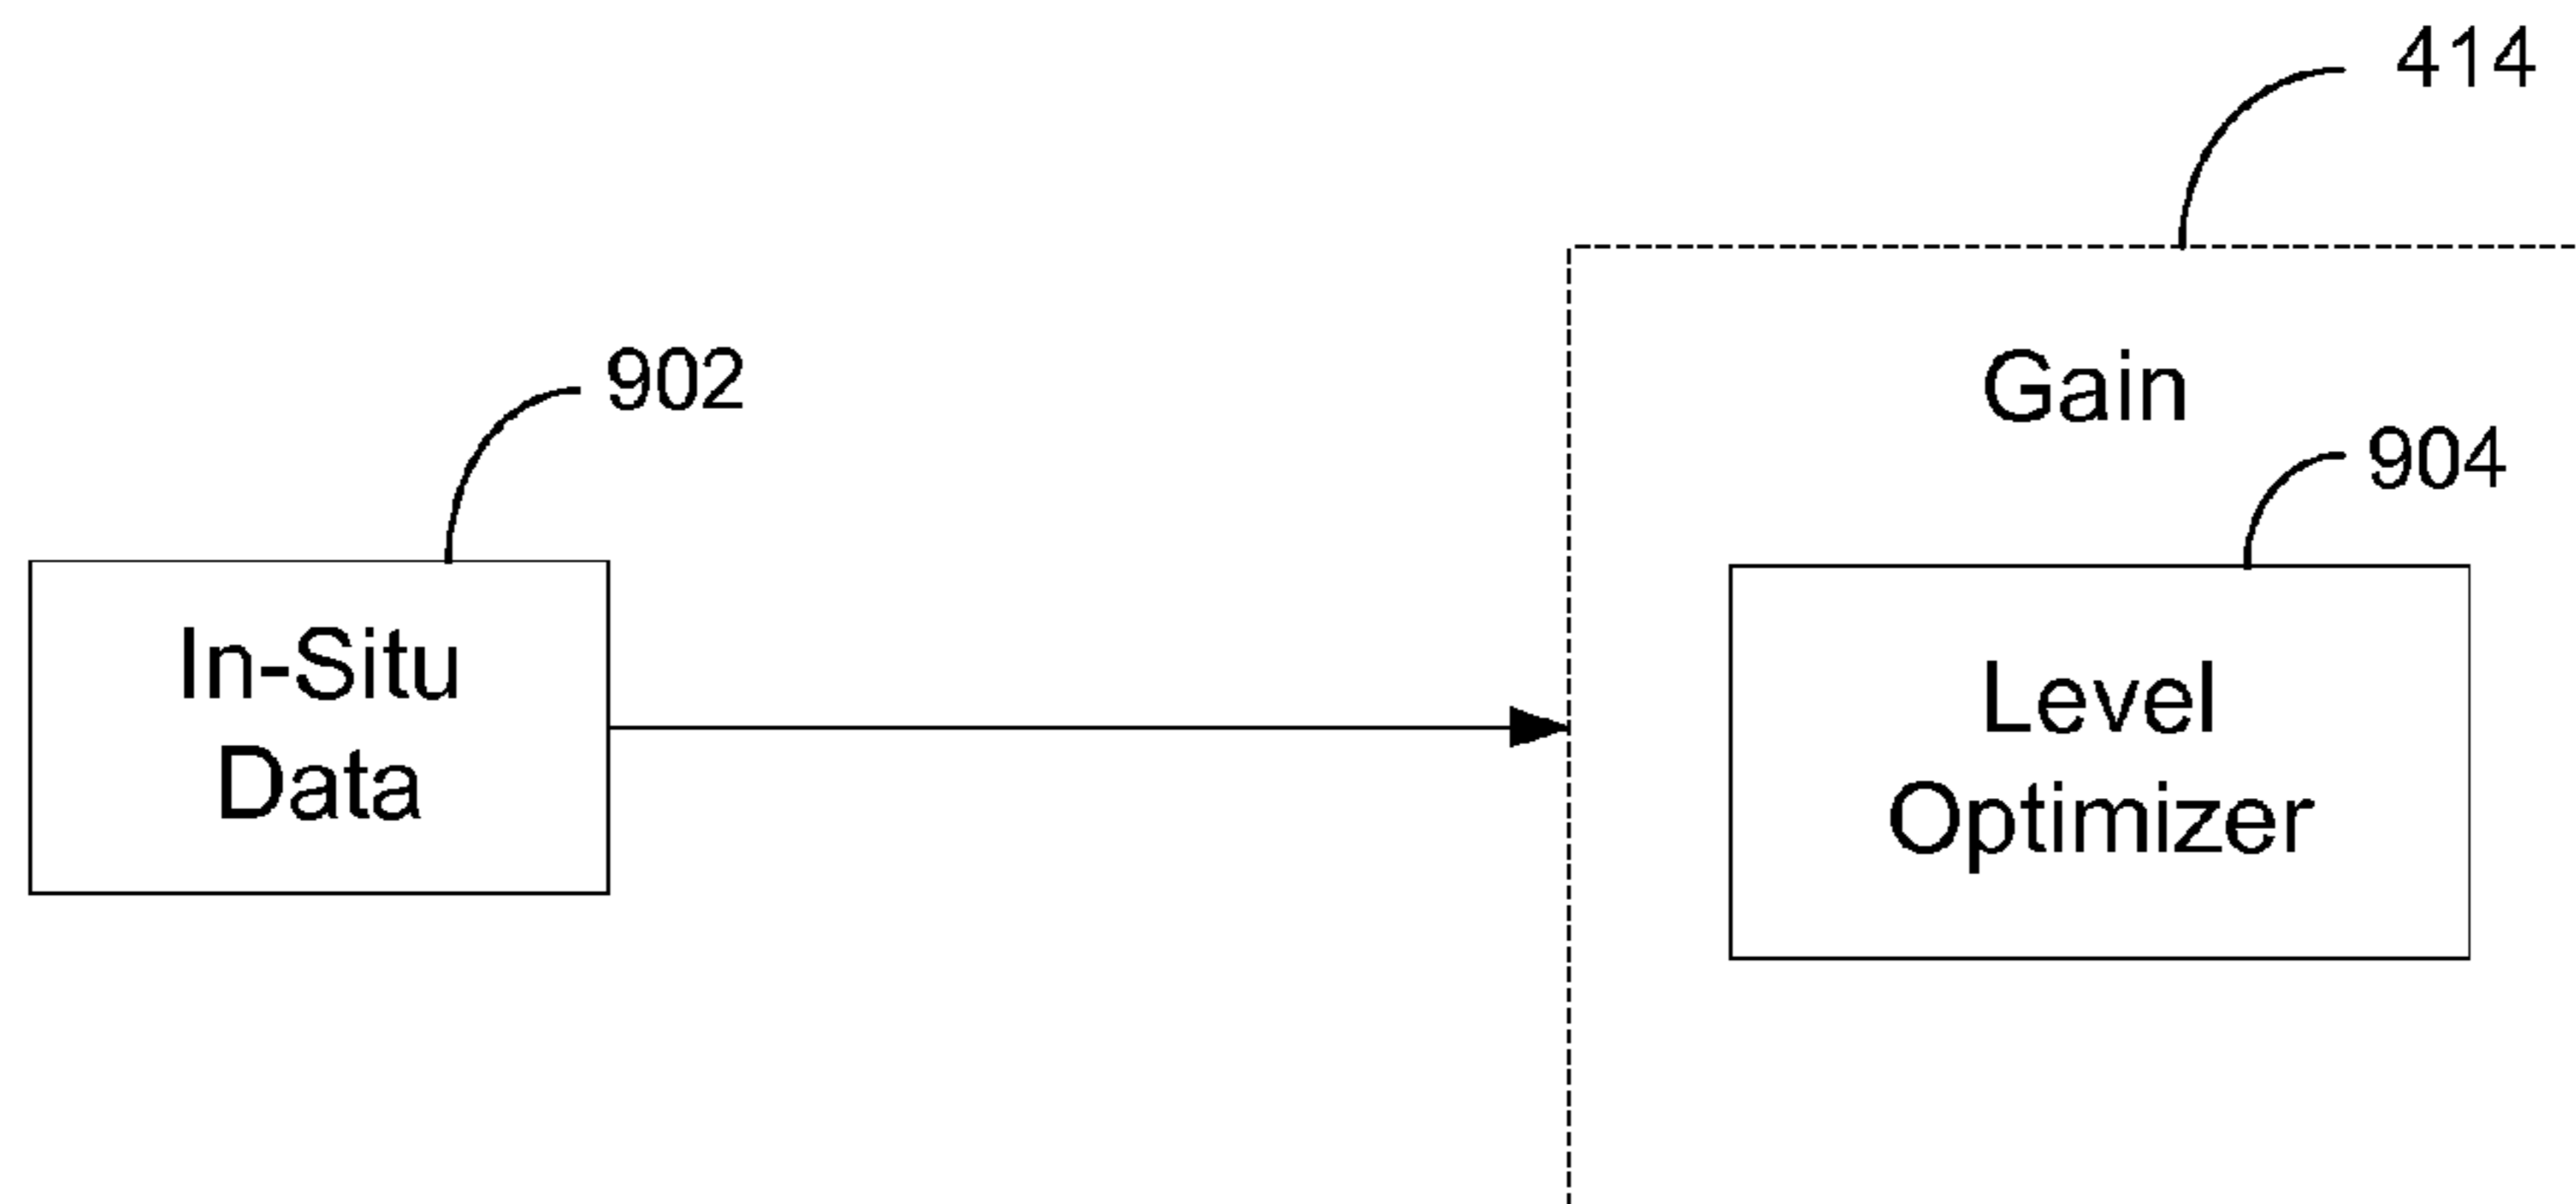 414
902
Gain
904
In-Situ
Data
Level
Optimizer